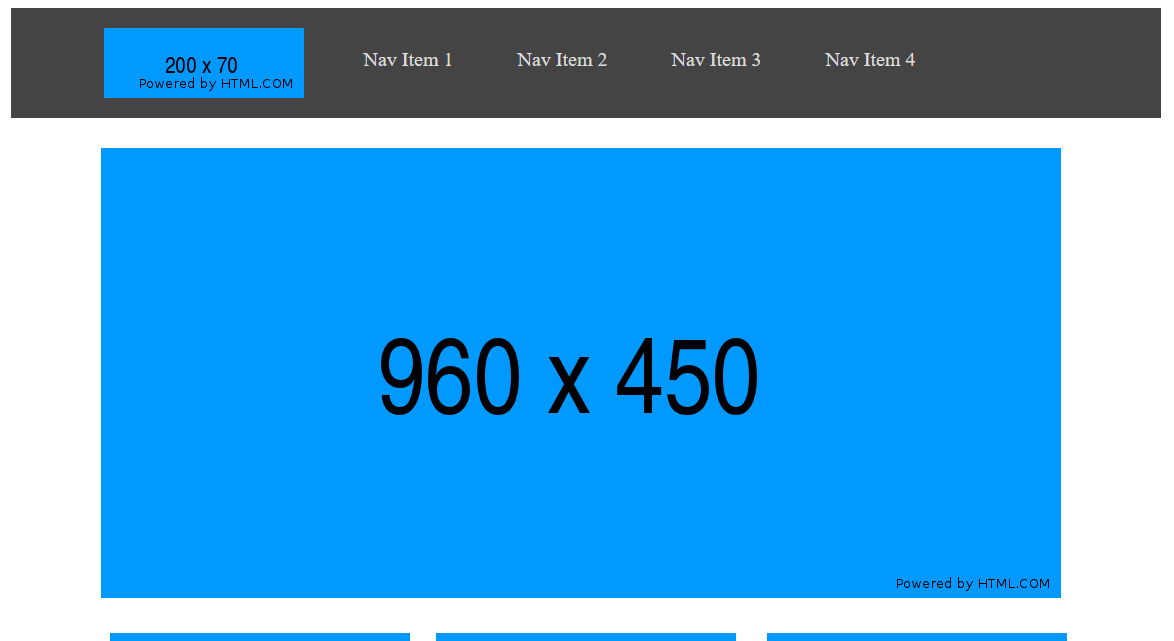 200 x 70
Powered by HTML.COM
Nav Item 1 Nav Item 2 Nav Item 3 Nav Item 4
960 x 450
Powered by HTML.COM